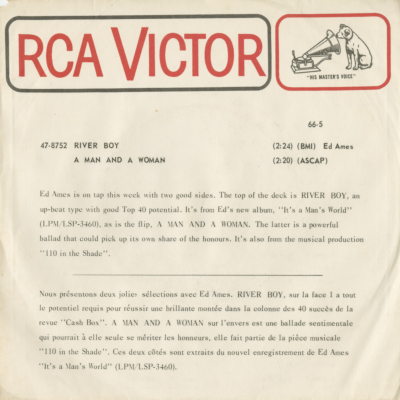 RCA VICTOR
"HIS MASTER'S VOICE"
66-5
47-8752 RIVER BOY (2:24) (BMI) Ed Ames
A MAN AND A WOMAN (2:20) (ASCAP)
Ed Ames is on tap this week with two good sides. The top of the deck is RIVER BOY, an
up-beat type with good Top 40 potential. It's from Ed's new album, "It's a Man's World"
(LPM/LSP-3460), as is the flip, A MAN AND A WOMAN. The latter is a powerful
ballad that could pick up its own share of the honours. It's also from the musical production
"110 in the Shade".
Nous présentons deux jolies sélections avec Ed Ames. RIVER BOY, sur la face 1 a tout
le potentiel requis pour réussir une brillante montée dans la colonne des 40 succès de la
revue "Cash Box". A MAN AND A WOMAN sur l'envers est une ballade sentimentale
qui pourrait à elle seule se mériter les honneurs, elle fait partie de la pièce musicale
"110 in the Shade". Ces deux côtés sont extraits du nouvel enregistrement de Ed Ames
"It's a Man's World" (LPM/LSP-3460).